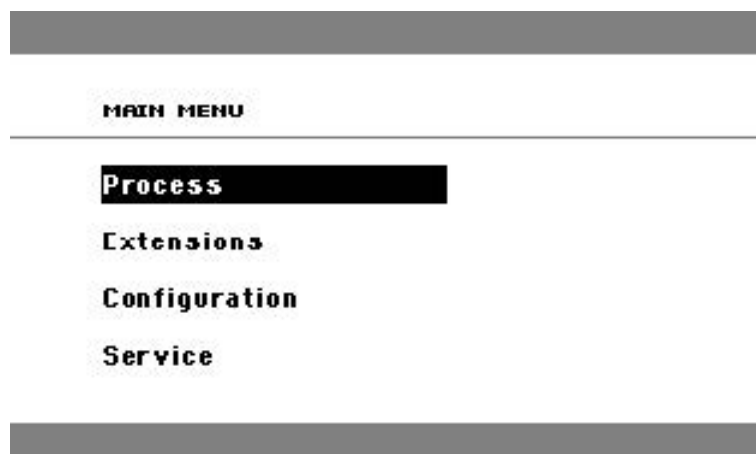 MAIN MENU
Process
Extensions
Configuration
Service